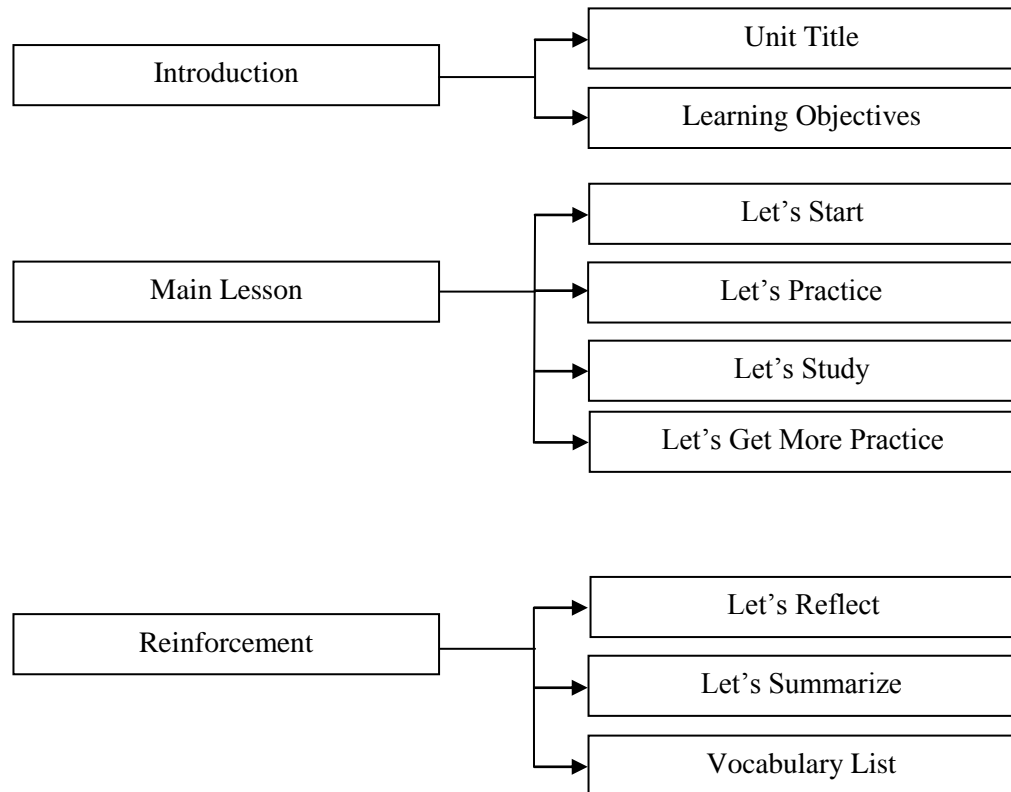 Introduction
Unit Title
Learning Objectives
Main Lesson
Let’s Start
Let’s Practice
Let’s Study
Let’s Get More Practice
Reinforcement
Let’s Reflect
Let’s Summarize
Vocabulary List